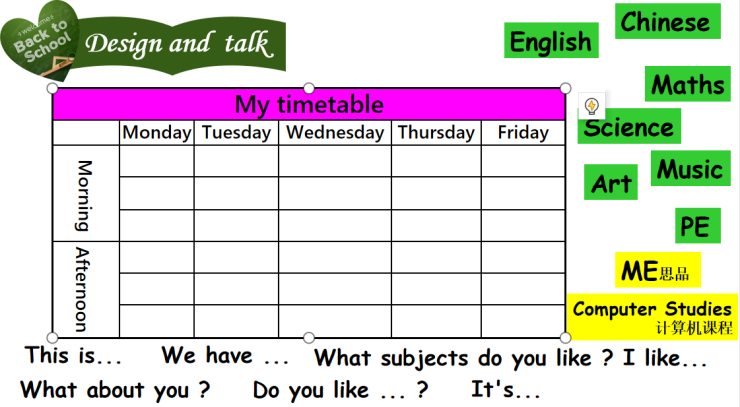 welcome
Back to
School
Design and talk
English
Chinese
Maths
Science
Music
Art
PE
ME思品
Computer Studies
计算机课程
My timetable
Monday Tuesday Wednesday Thursday Friday
Morning
Afternoon
This is... We have ... What subjects do you like ? I like...
What about you ? Do you like ... ? It's...